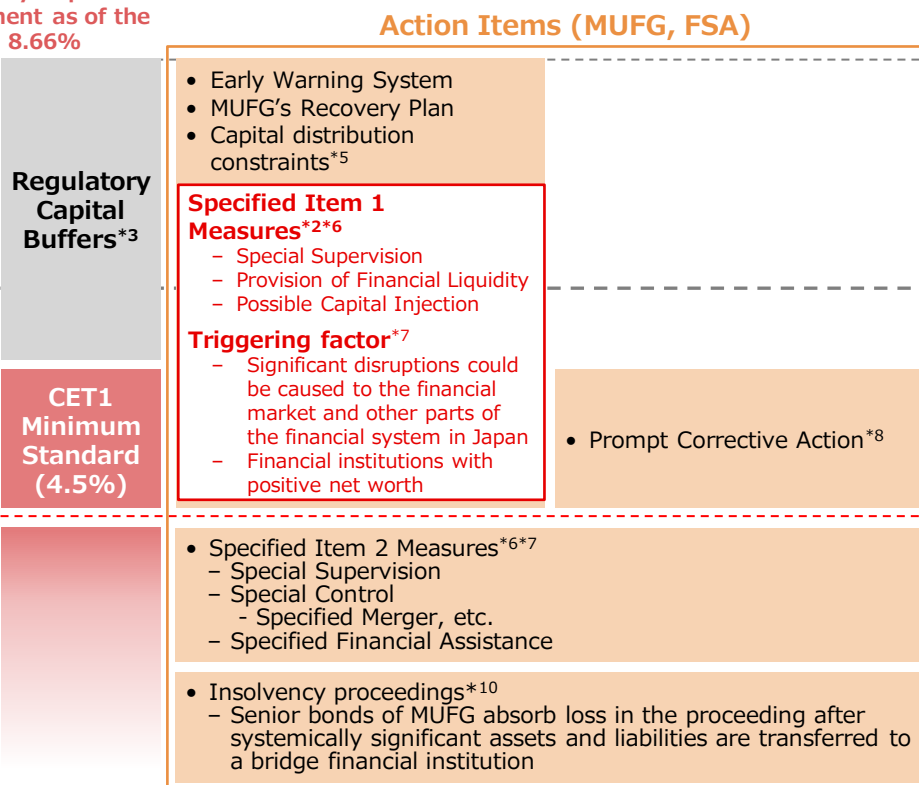 ment as of the
8.66%
Action Items (MUFG, FSA)
Regulatory
Capital
Buffers*3
• Early Warning System
• MUFG's Recovery Plan
• Capital distribution
constraints*5
Specified Item 1
Measures*2*6
– Special Supervision
– Provision of Financial Liquidity
– Possible Capital Injection
Triggering factor*7
– Significant disruptions could
be caused to the financial
market and other parts of
the financial system in Japan
– Financial institutions with
positive net worth
CET1
Minimum
Standard
(4.5%)
• Prompt Corrective Action*8
• Specified Item 2 Measures*6*7
– Special Supervision
– Special Control
- Specified Merger, etc.
– Specified Financial Assistance
• Insolvency proceedings*10
– Senior bonds of MUFG absorb loss in the proceeding after
systemically significant assets and liabilities are transferred to
a bridge financial institution